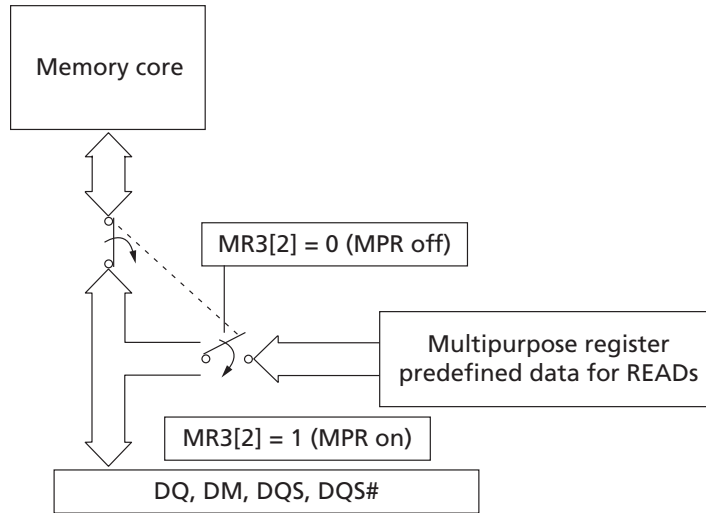 Memory core
MR3[2] = 0 (MPR off)
Multipurpose register
predefined data for READs
MR3[2] = 1 (MPR on)
DQ, DM, DQS, DQS#